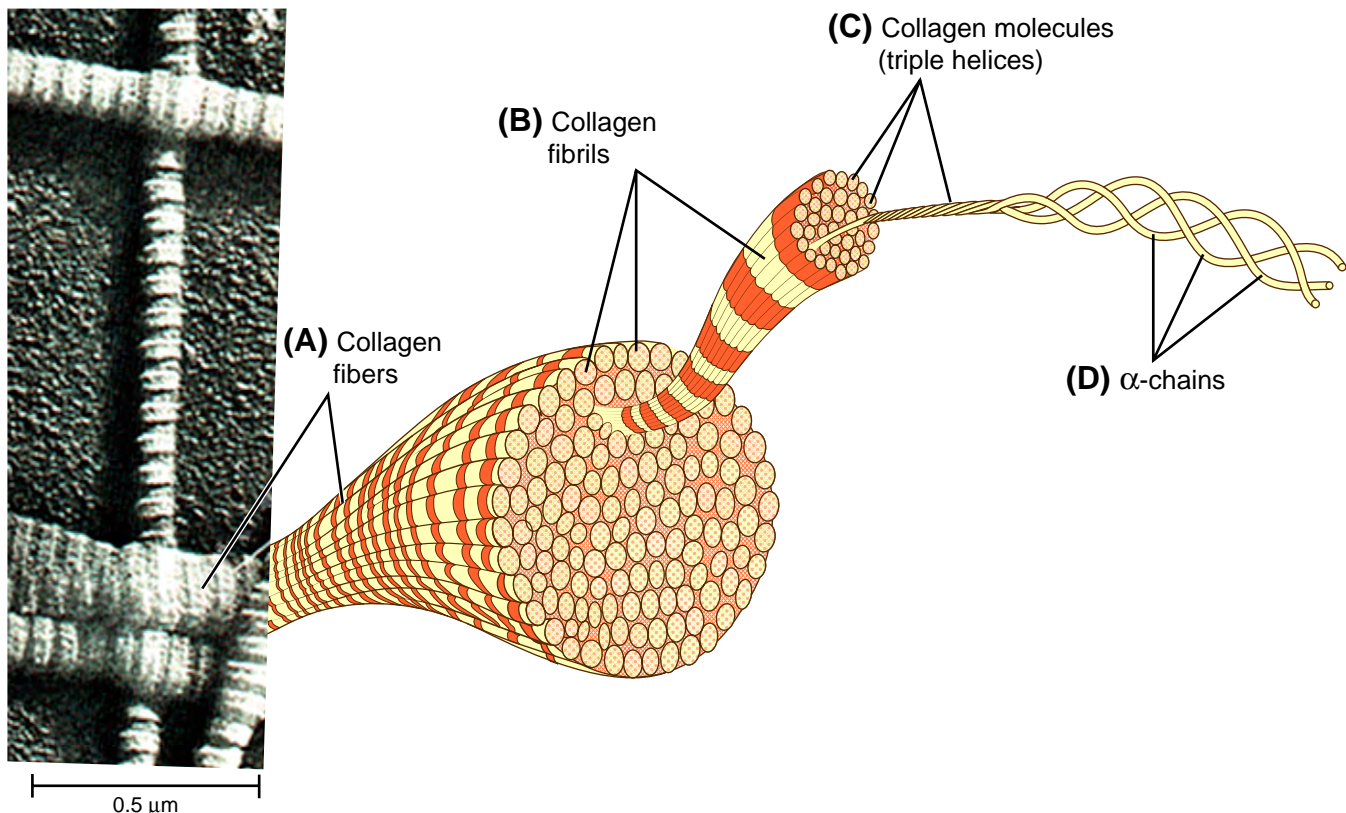 (C) Collagen molecules
(triple helices)
(B) Collagen
fibrils
(A) Collagen
fibers
(D) α-chains
0.5 μm